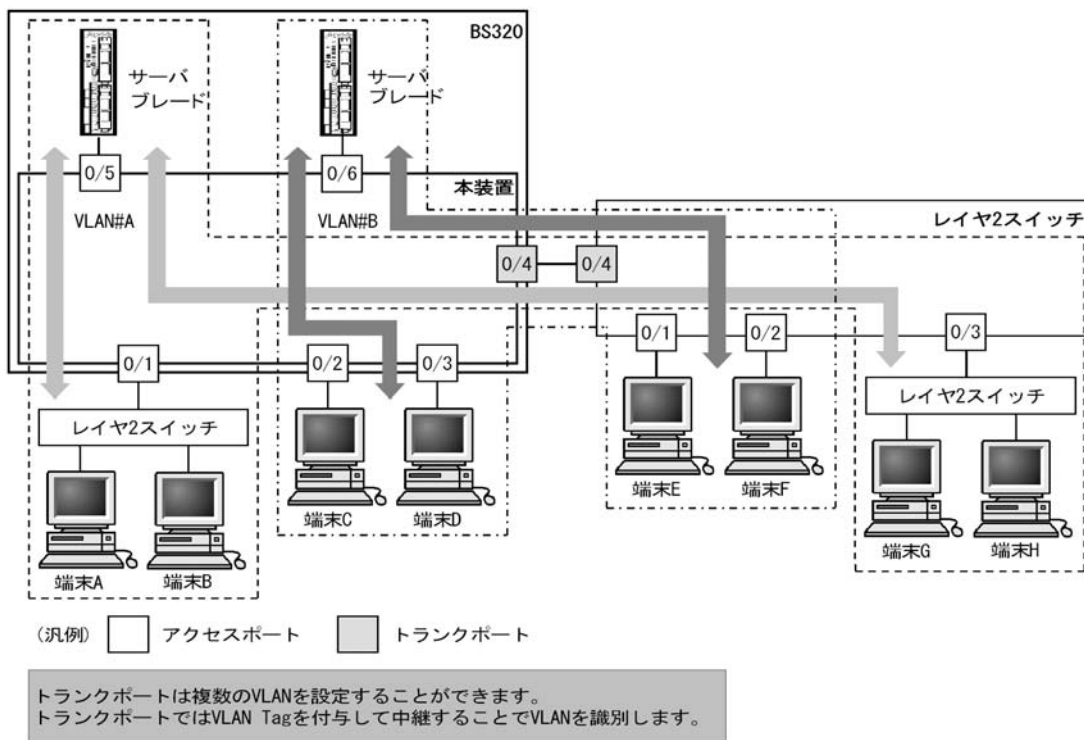 BS320
サーバ
ブレード
サーバ
ブレード
0/5
0/6
本装置
VLAN#A
VLAN#B
レイヤ2スイッチ
0/4
0/4
0/1
0/2
0/3
0/1
0/2
0/3
レイヤ2スイッチ
レイヤ2スイッチ
端末A
端末B
端末C
端末D
端末E
端末F
端末G
端末H
(汎例)
アクセスポート
トランクポート
トランクポートは複数のVLANを設定することができます。
トランクポートではVLAN Tagを付与して中継することでVLANを識別します。